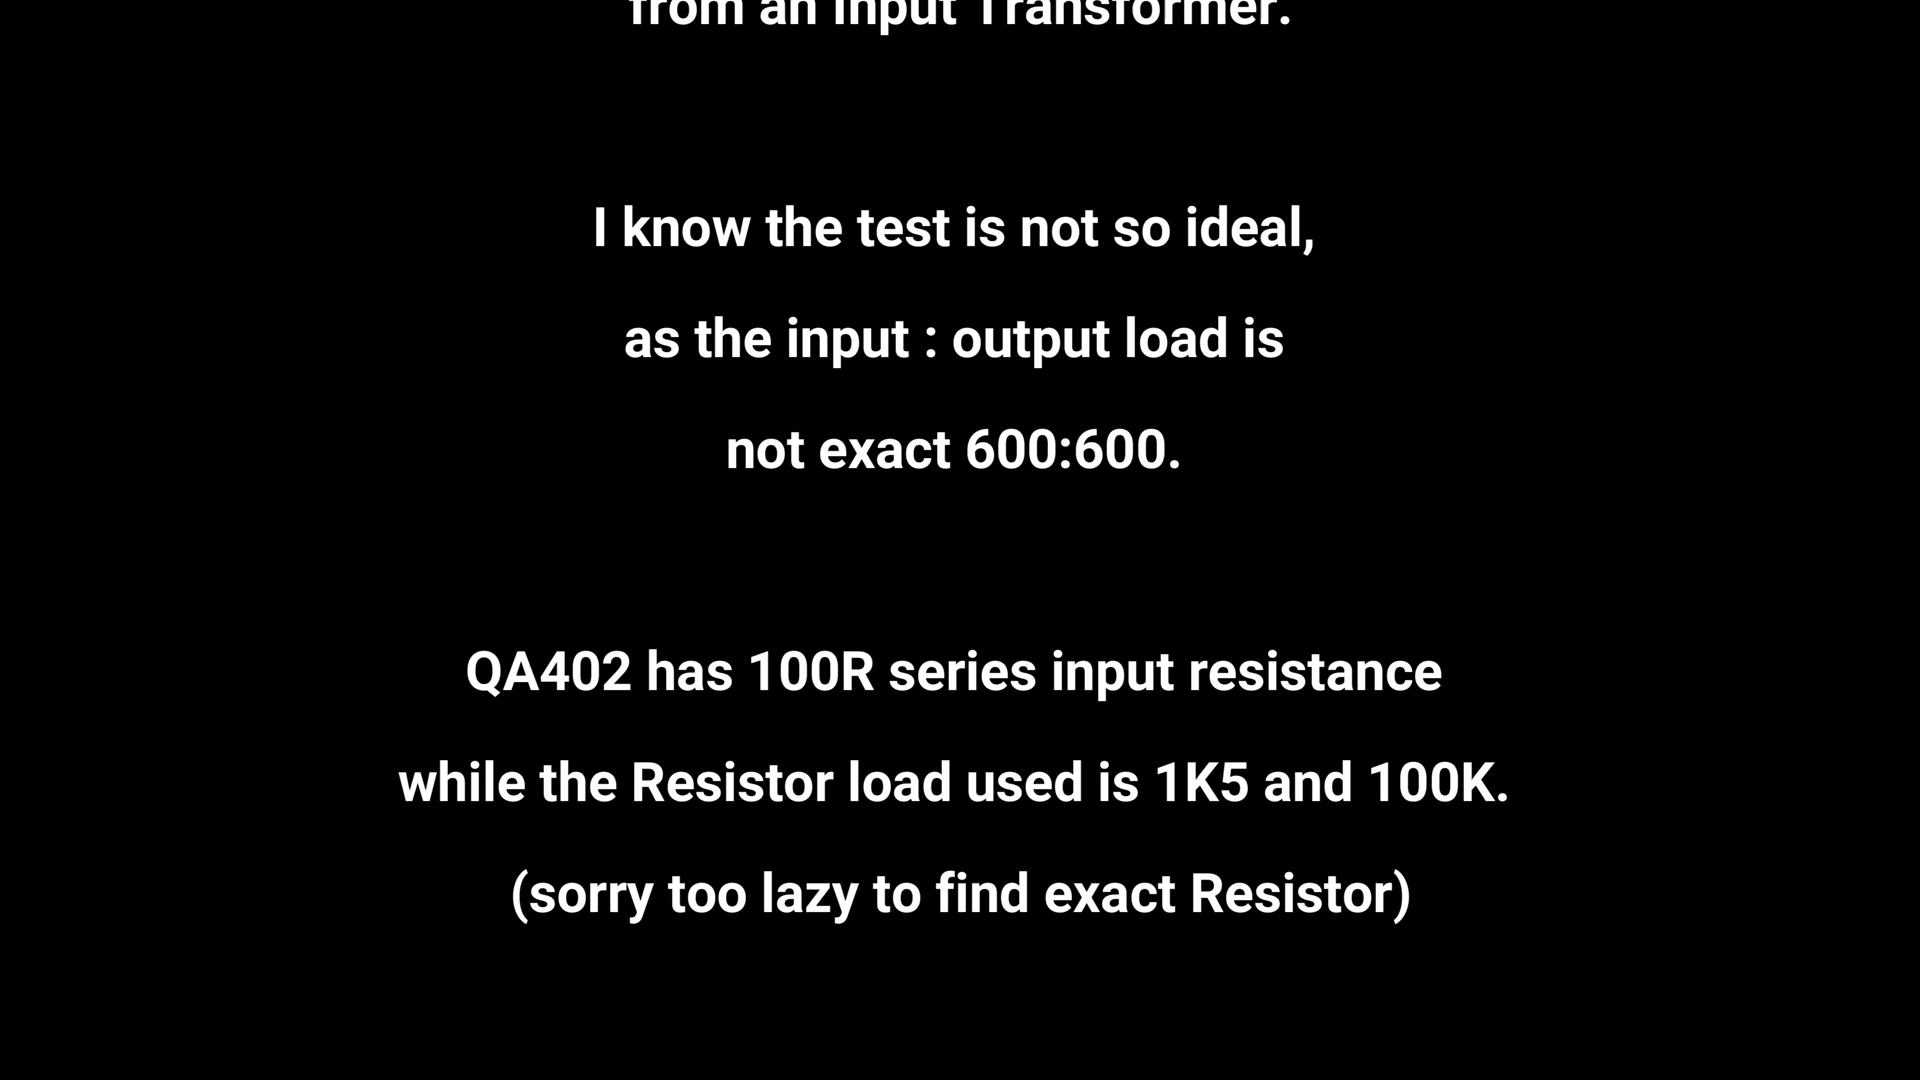 from an Input Transformer.
I know the test is not so ideal,
as the input : output load is
not exact 600:600.
QA402 has 100R series input resistance
while the Resistor load used is 1K5 and 100K.
(sorry too lazy to find exact Resistor)